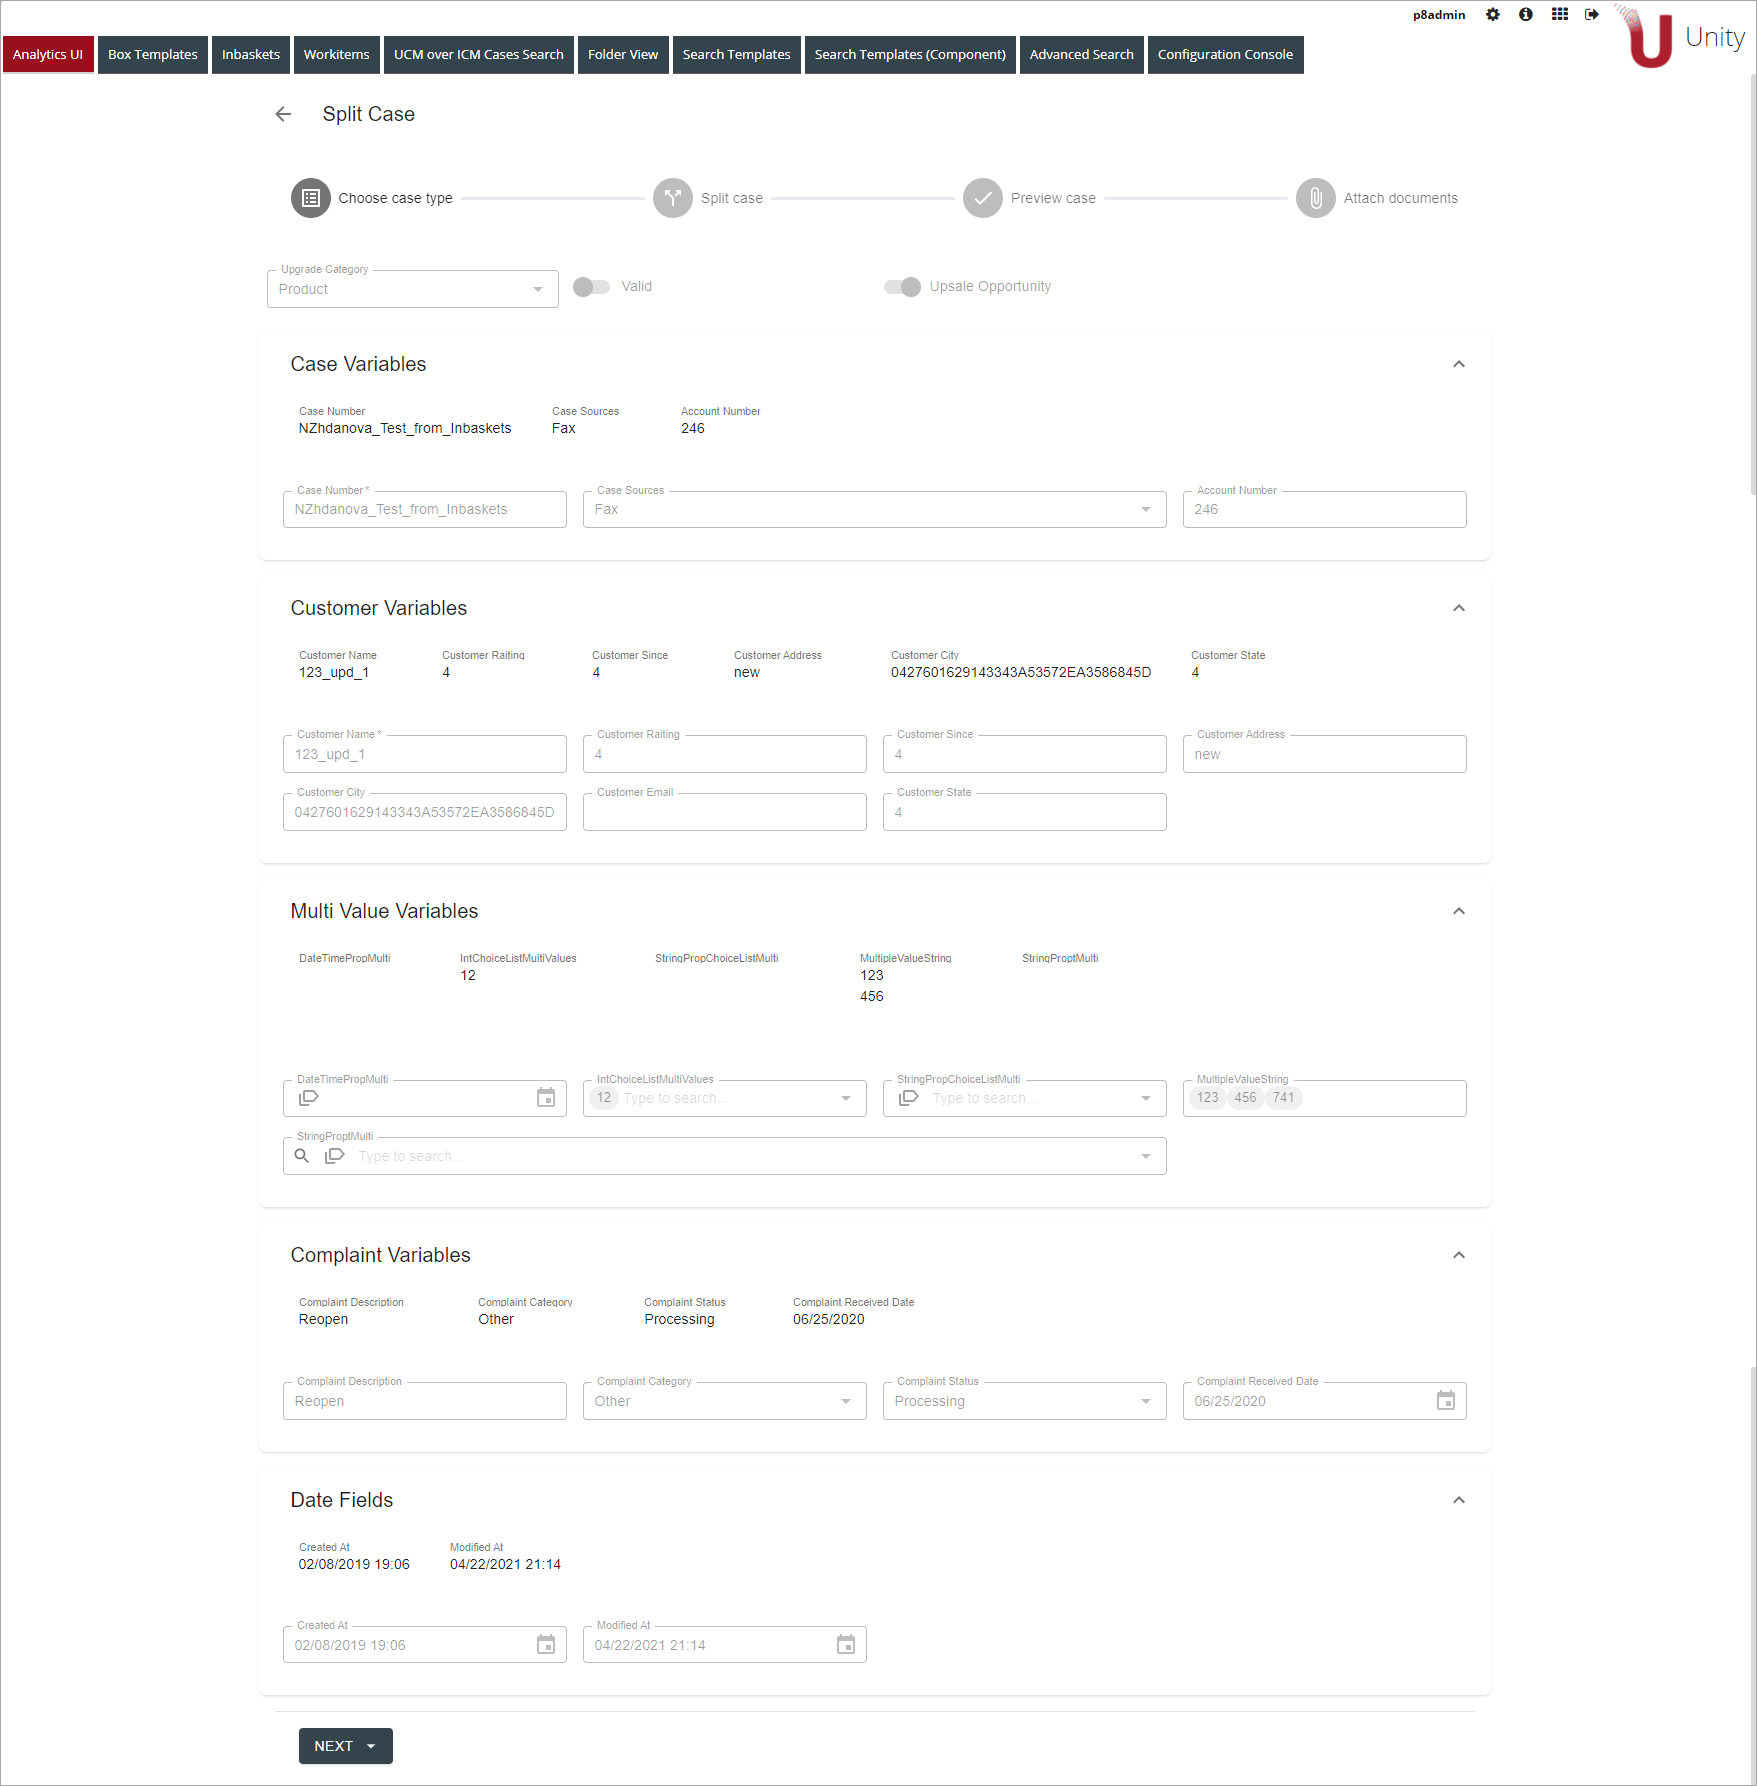 p8admin
Unity
Analytics UI Box Templates Inbaskets Workitems UCM over ICM Cases Search Folder View Search Templates Search Templates (Component) Advanced Search Configuration Console
Split Case
Choose case type Split case Preview case Attach documents
Upgrade Category
Product Valid Upsale Opportunity
Case Variables
Case Number Case Sources Account Number
NZhdanova_Test_from_Inbaskets Fax 246
Case Number * Case Sources Account Number
NZhdanova_Test_from_Inbaskets Fax 246
Customer Variables
Customer Name Customer Raiting Customer Since Customer Address Customer City Customer State
123_upd_1 4 4 new 0427601629143343A53572EA3586845D 4
Customer Name * Customer Raiting Customer Since Customer Address
123_upd_1 4 4 new
Customer City Customer Email Customer State
0427601629143343A53572EA3586845D 4
Multi Value Variables
DateTimePropMulti IntChoiceListMultiValues StringPropChoiceListMulti MultipleValueString StringProptMulti
12 123
456
DateTimePropMulti IntChoiceListMultiValues StringPropChoiceListMulti MultipleValueString
12 Type to search... Type to search... 123 456 741
StringProptMulti
Type to search...
Complaint Variables
Complaint Description Complaint Category Complaint Status Complaint Received Date
Reopen Other Processing 06/25/2020
Complaint Description Complaint Category Complaint Status Complaint Received Date
Reopen Other Processing 06/25/2020
Date Fields
Created At Modified At
02/08/2019 19:06 04/22/2021 21:14
Created At Modified At
02/08/2019 19:06 04/22/2021 21:14
NEXT